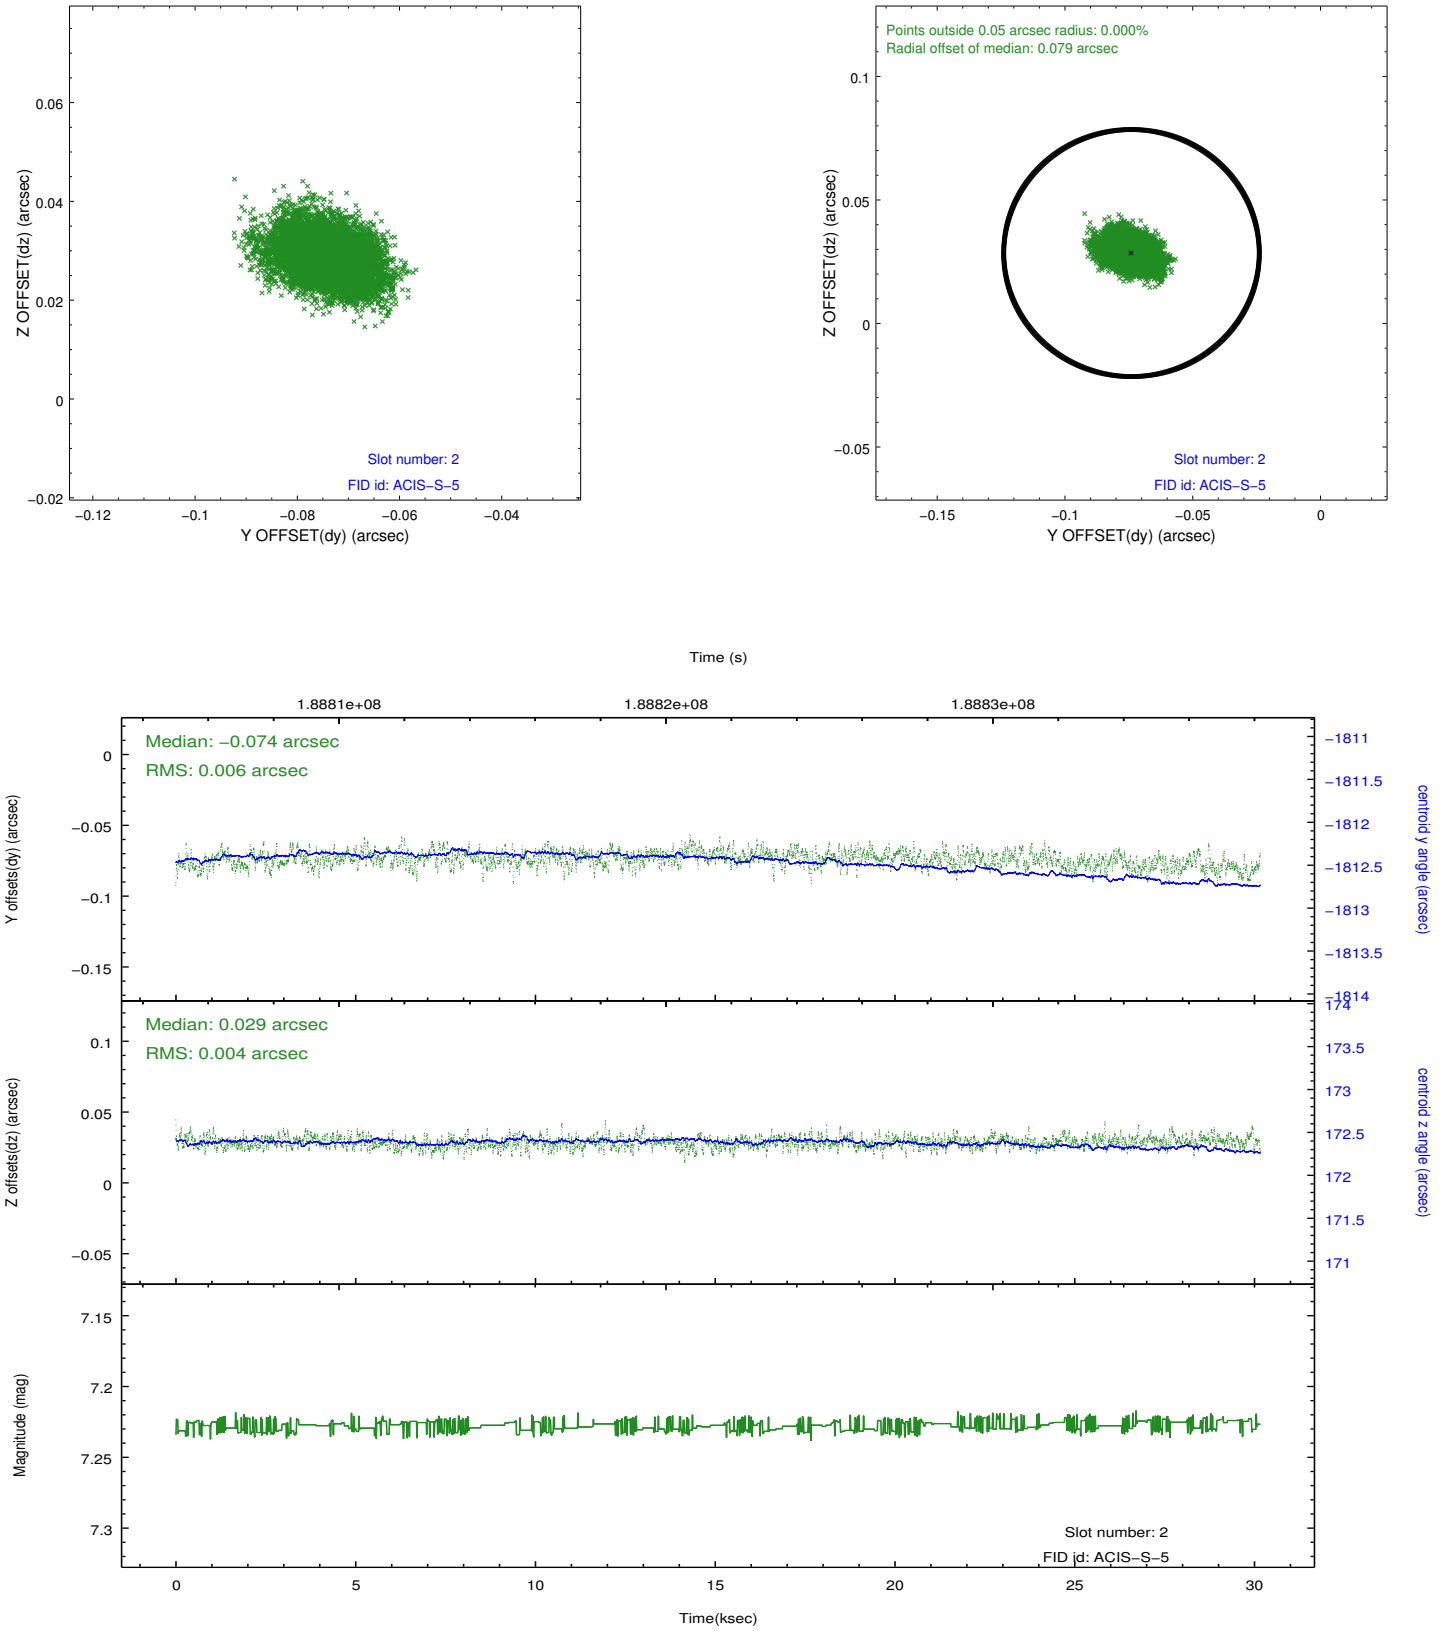 0.06
0.04
0.02
0
−0.02
Z OFFSET(dz) (arcsec)
Slot number: 2
FID id: ACIS−S−5
−0.12 −0.1 −0.08 −0.06 −0.04
Y OFFSET(dy) (arcsec)
Points outside 0.05 arcsec radius: 0.000%
Radial offset of median: 0.079 arcsec
0.1
0.05
0
−0.05
Z OFFSET(dz) (arcsec)
Slot number: 2
FID id: ACIS−S−5
−0.15 −0.1 −0.05 0
Y OFFSET(dy) (arcsec)
Time (s)
1.8881e+08 1.8882e+08 1.8883e+08
Median: −0.074 arcsec
RMS: 0.006 arcsec
0
−0.05
−0.1
−0.15
Y offsets(dy) (arcsec)
−1811
−1811.5
−1812
−1812.5
−1813
−1813.5
−1814
centroid y angle (arcsec)
Median: 0.029 arcsec
RMS: 0.004 arcsec
0.1
0.05
0
−0.05
Z offsets(dz) (arcsec)
174
173.5
173
172.5
172
171.5
171
centroid z angle (arcsec)
7.15
7.2
7.25
7.3
Magnitude (mag)
Slot number: 2
FID id: ACIS−S−5
0 5 10 15 20 25 30
Time(ksec)